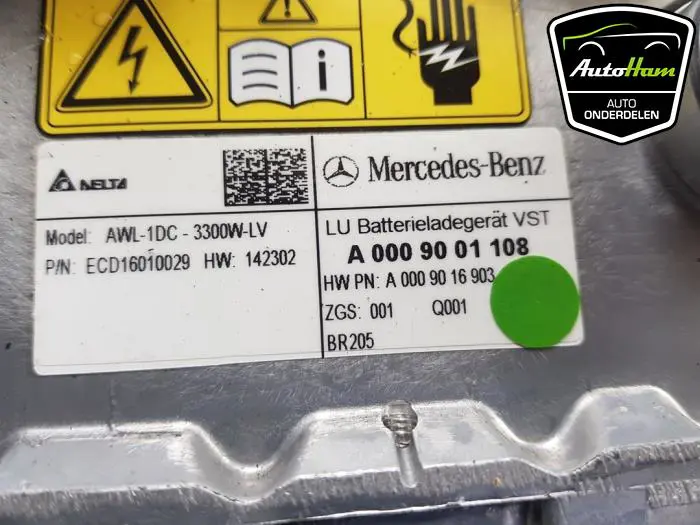 AutoHam
AUTO
ONDERDELEN
DELTA
Model: AWL-1DC - 3300W-LV
P/N: ECD16010029 HW: 142302
Mercedes-Benz
LU Batterieladegerät VST
A 000 90 01 108
HW PN: A 000 90 16 903
ZGS: 001 Q001
BR205